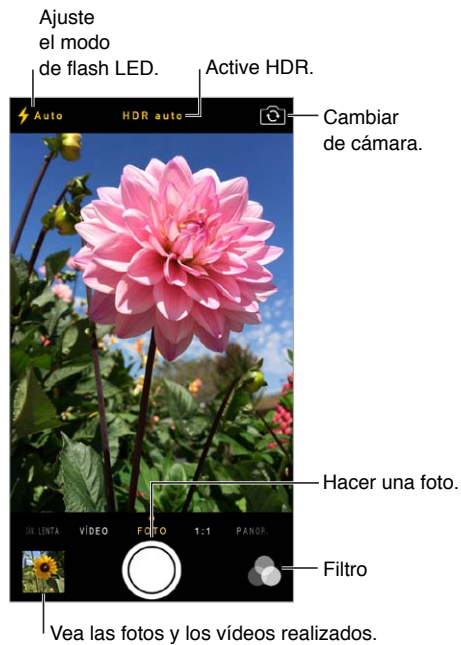 Ajuste
el modo
de flash LED.
Active HDR.
Auto
HDR auto
Cambiar
de cámara.
Hacer una foto.
LENTA VÍDEO FOTO 1:1 PANOR.
Filtro
Vea las fotos y los vídeos realizados.